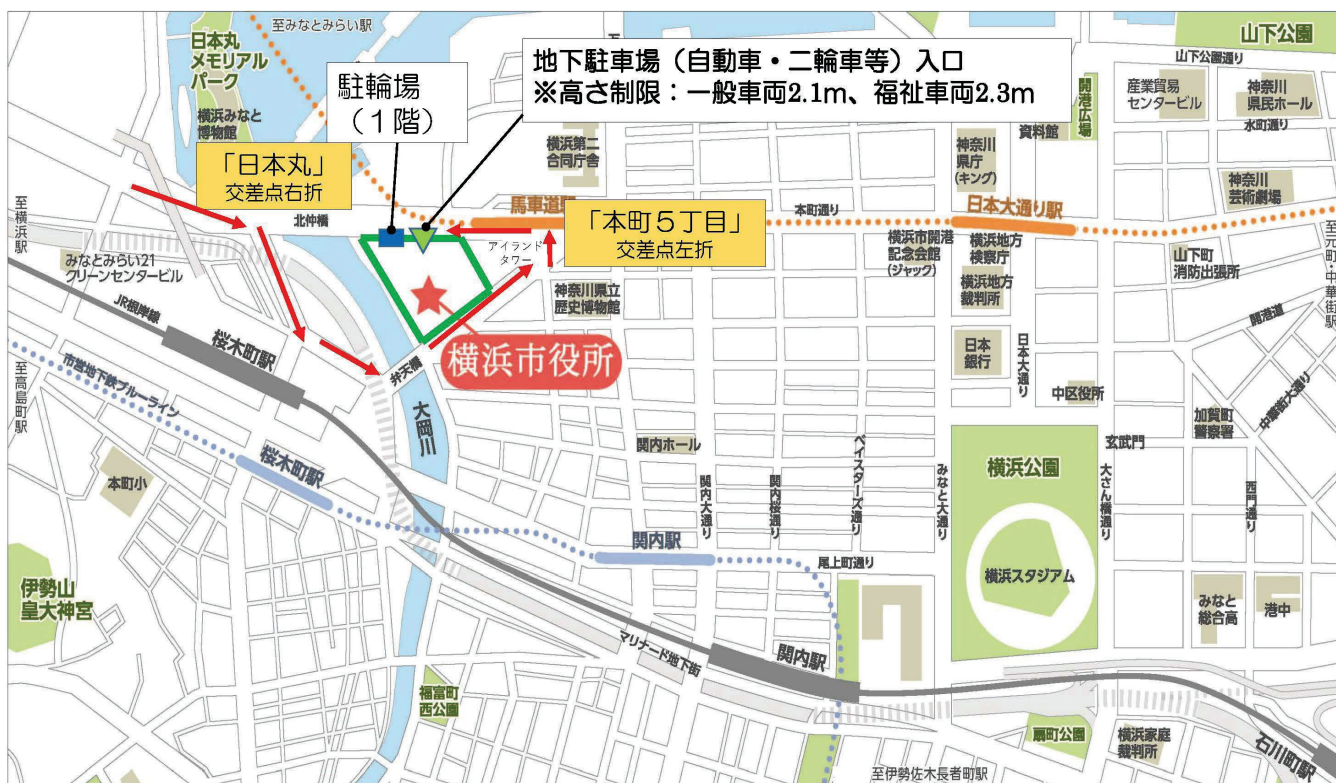 至みなとみらい駅
日本丸
メモリアル
パーク
横浜みなと
博物館
駐輪場
（１階）
地下駐車場（自動車・二輪車等）入口
※高さ制限：一般車両2.1m、福祉車両2.3m
山下公園
山下公園通り
産業貿易
センタービル
神奈川
県民ホール
水町通り
開港広場
資料館
神奈川
県庁
(キング)
神奈川
芸術劇場
横浜第二
合同庁舎
「日本丸」
交差点右折
北仲橋
馬車道駅
「本町５丁目」
交差点左折
本町通り
日本大通り駅
アイランド
タワー
横浜市開港
記念会館
(ジャック)
横浜地方
検察庁
横浜地方
裁判所
山下町
消防出張所
至元町・中華街駅
開港道
至横浜駅
みなとみらい21
クリーンセンタービル
JR根岸線
桜木町駅
市営地下鉄ブルーライン
至高島町駅
神奈川県立
歴史博物館
横浜市役所
弁天橋
大岡川
日本
銀行
日本大通り
中区役所
加賀町
警察署
中華街大通り
玄武門
関内ホール
関内大通り
関内桜通り
ベイスターズ通り
みなと大通り
横浜公園
大さん橋通り
西門通り
本町小
桜木町駅
関内駅
尾上町通り
横浜スタジアム
みなと
総合高
港中
伊勢山
皇大神宮
マリナード地下街
関内駅
福富町
西公園
扇町公園
横浜家庭
裁判所
石川町駅
至伊勢佐木長者町駅